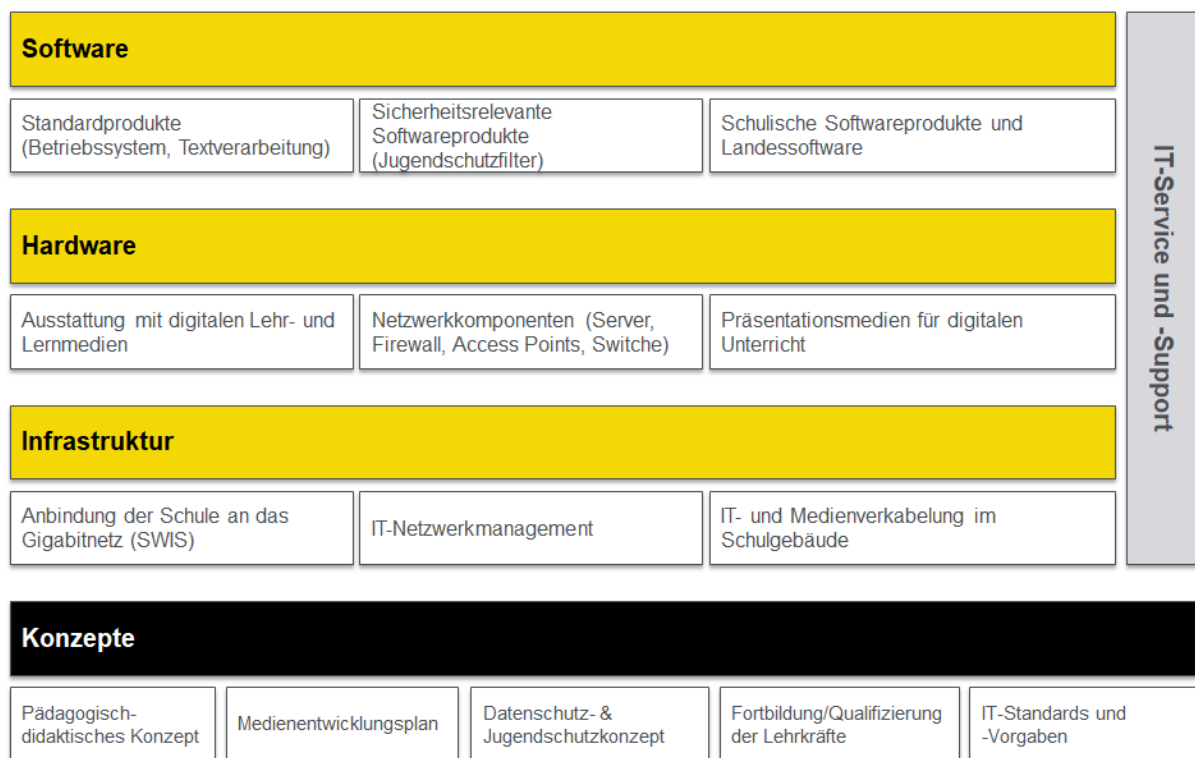 Software
Standardprodukte
(Betriebssystem, Textverarbeitung)
Sicherheitsrelevante
Softwareprodukte
(Jugendschutzfilter)
Schulische Softwareprodukte und
Landessoftware
Hardware
Ausstattung mit digitalen Lehr- und
Lernmedien
Netzwerkkomponenten (Server,
Firewall, Access Points, Switche)
Präsentationsmedien für digitalen
Unterricht
Infrastruktur
Anbindung der Schule an das
Gigabitnetz (SWIS)
IT-Netzwerkmanagement
IT- und Medienverkabelung im
Schulgebäude
IT-Service und -Support
Konzepte
Pädagogisch-
didaktisches Konzept
Medienentwicklungsplan
Datenschutz- &
Jugendschutzkonzept
Fortbildung/Qualifizierung
der Lehrkräfte
IT-Standards und
-Vorgaben